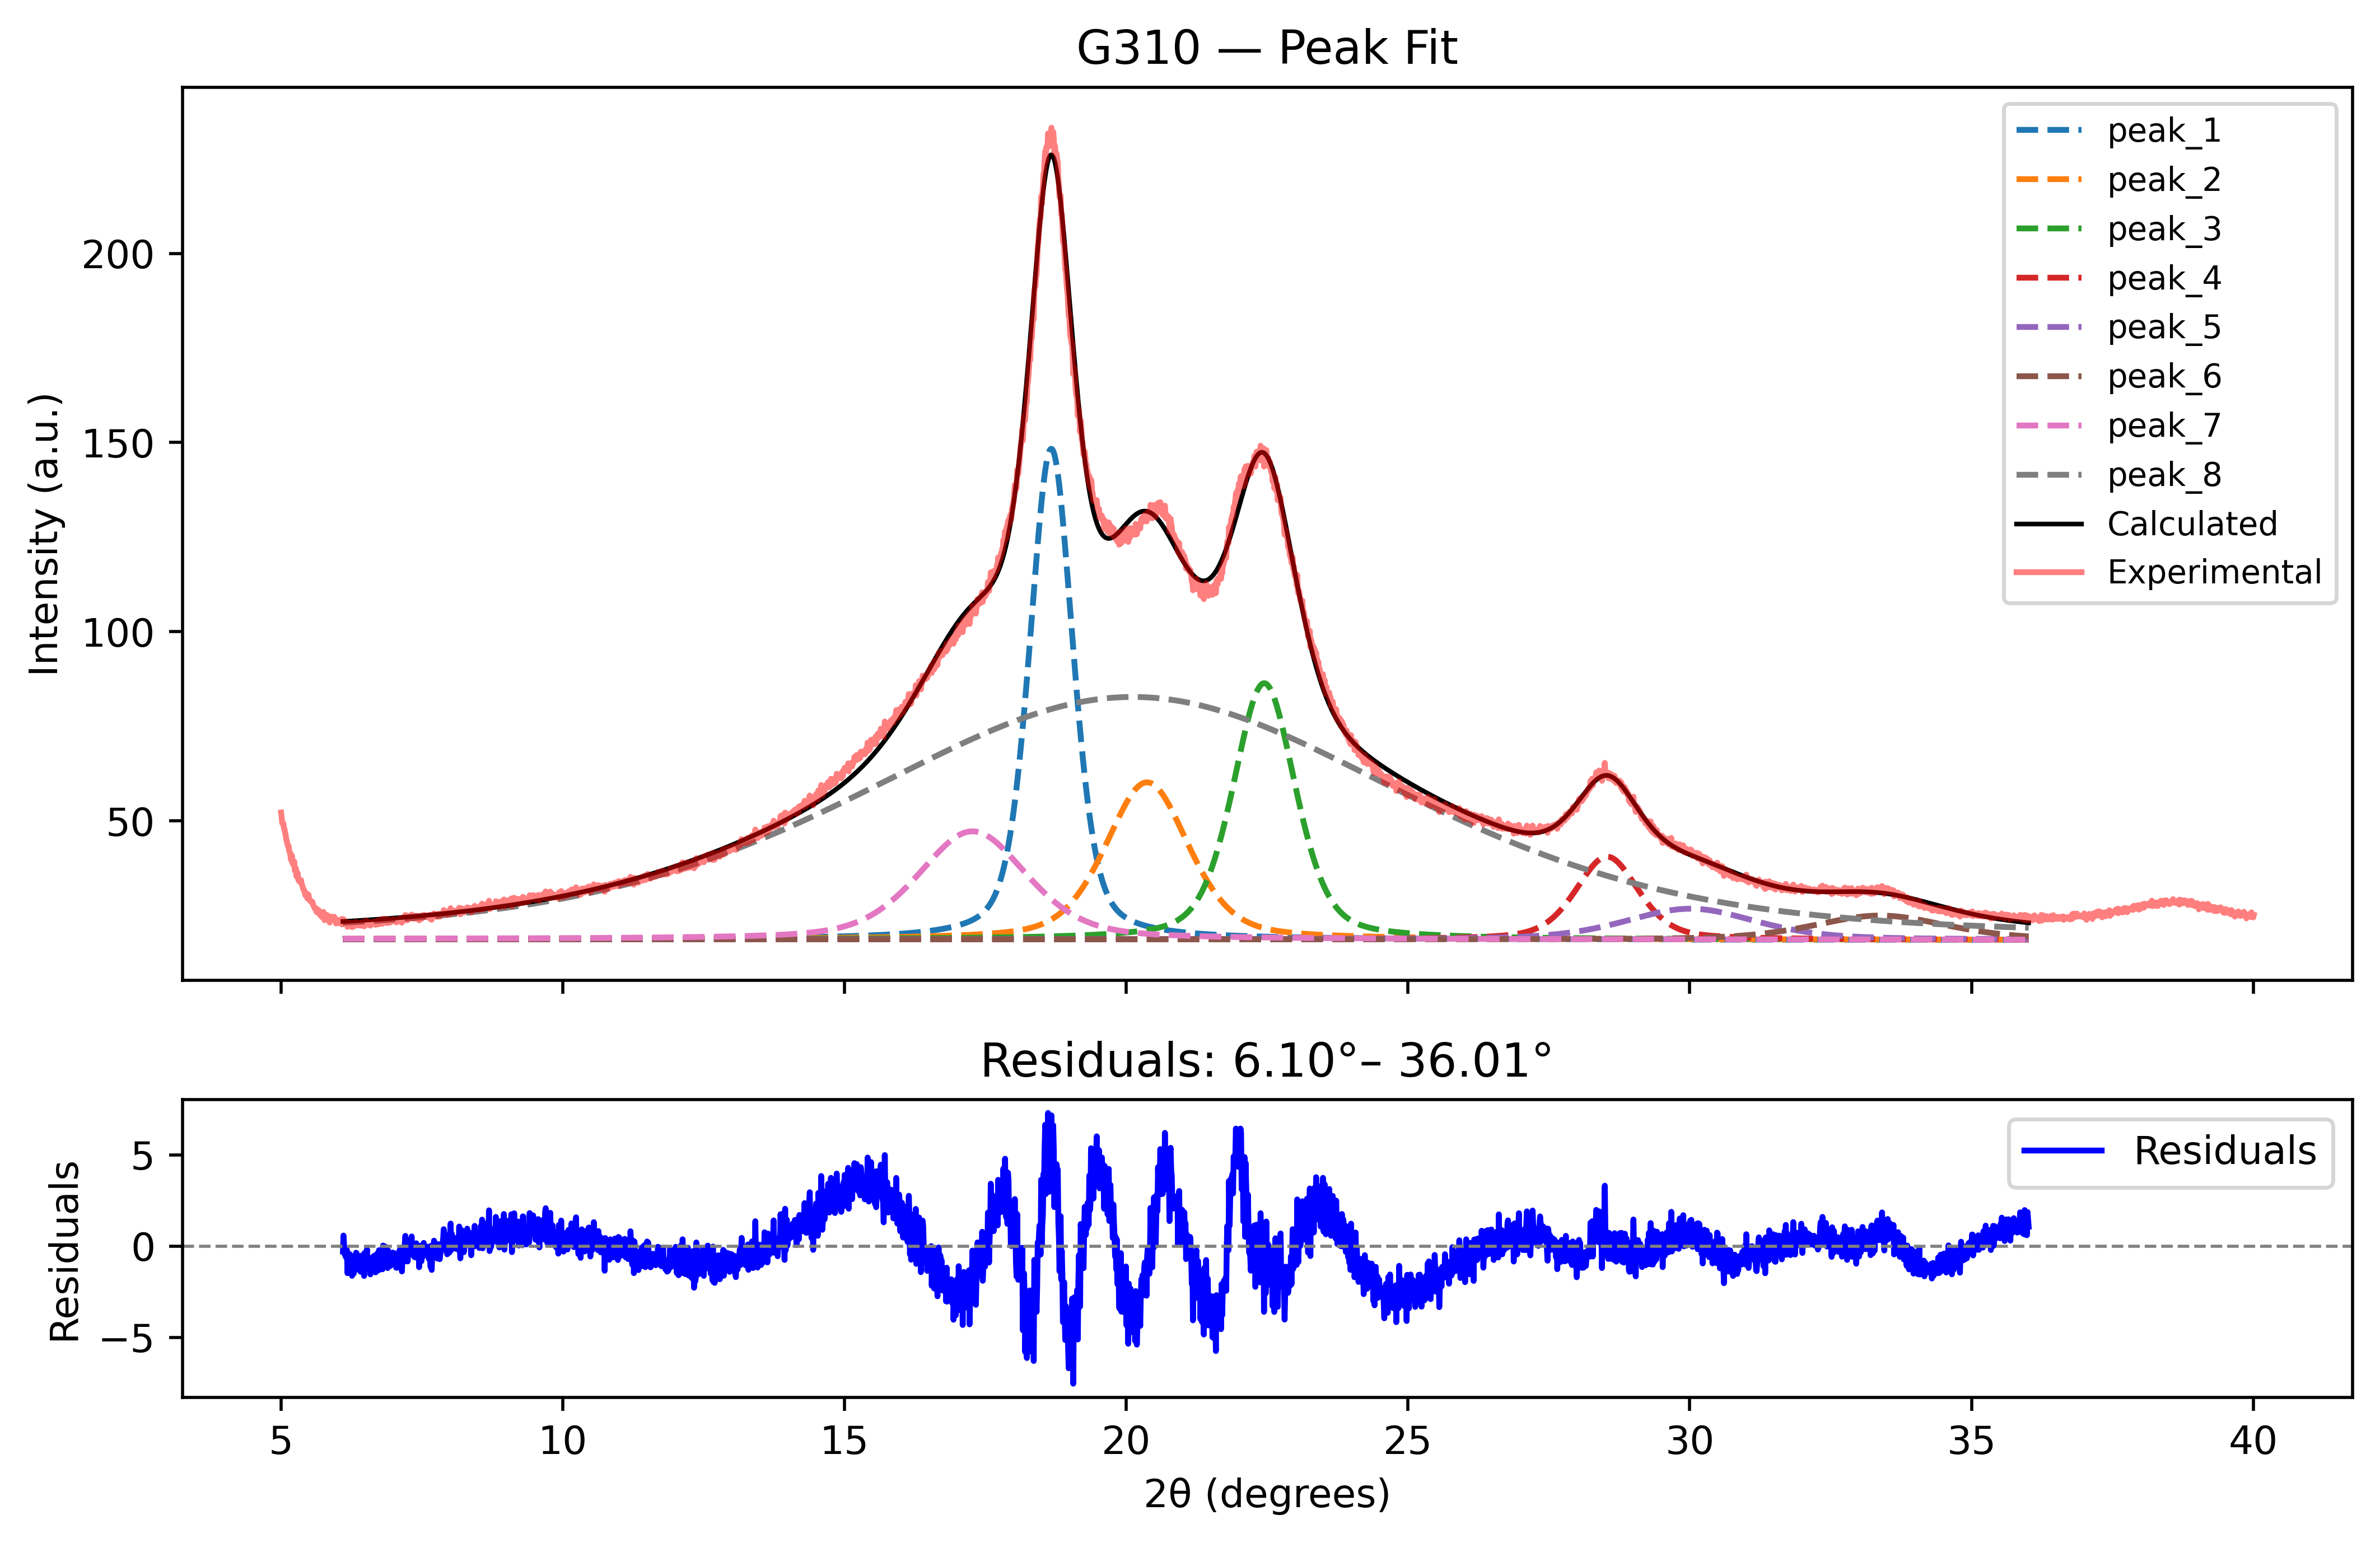 G310 — Peak Fit
Intensity (a.u.)
200
150
100
50
peak_1
peak_2
peak_3
peak_4
peak_5
peak_6
peak_7
peak_8
Calculated
Experimental
Residuals: 6.10°– 36.01°
Residuals
5
0
−5
Residuals
5
10
15
20
25
30
35
40
2θ (degrees)